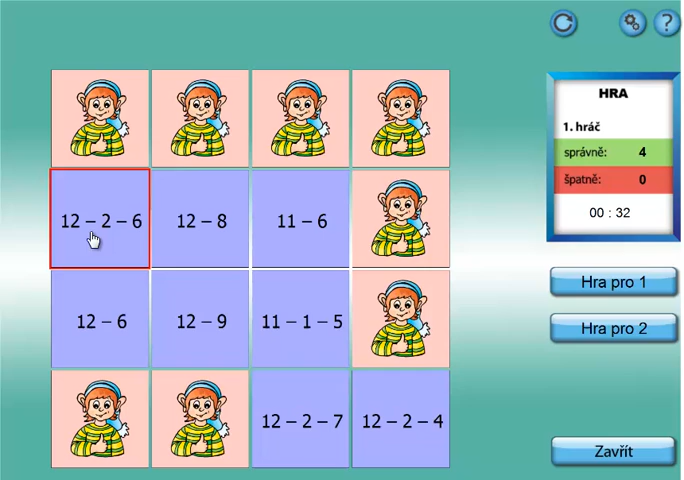 ?
HRA
1. hráč
správně: 4
špatně: 0
00 : 32
12 – 2 – 6
12 – 8
11 – 6
Hra pro 1
12 – 6
12 – 9
11 – 1 – 5
Hra pro 2
12 – 2 – 7
12 – 2 – 4
Zavřít